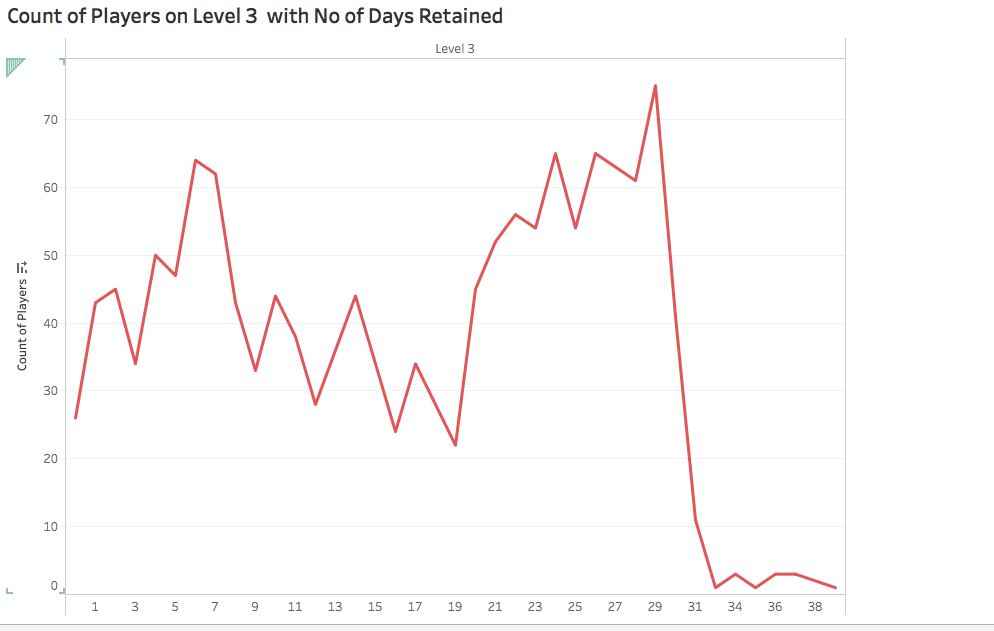 Count of Players on Level 3  with No of Days Retained
Level 3
Count of Players
70
60
50
40
30
20
10
0
1 3 5 7 9 11 13 15 17 19 21 23 25 27 29 31 34 36 38